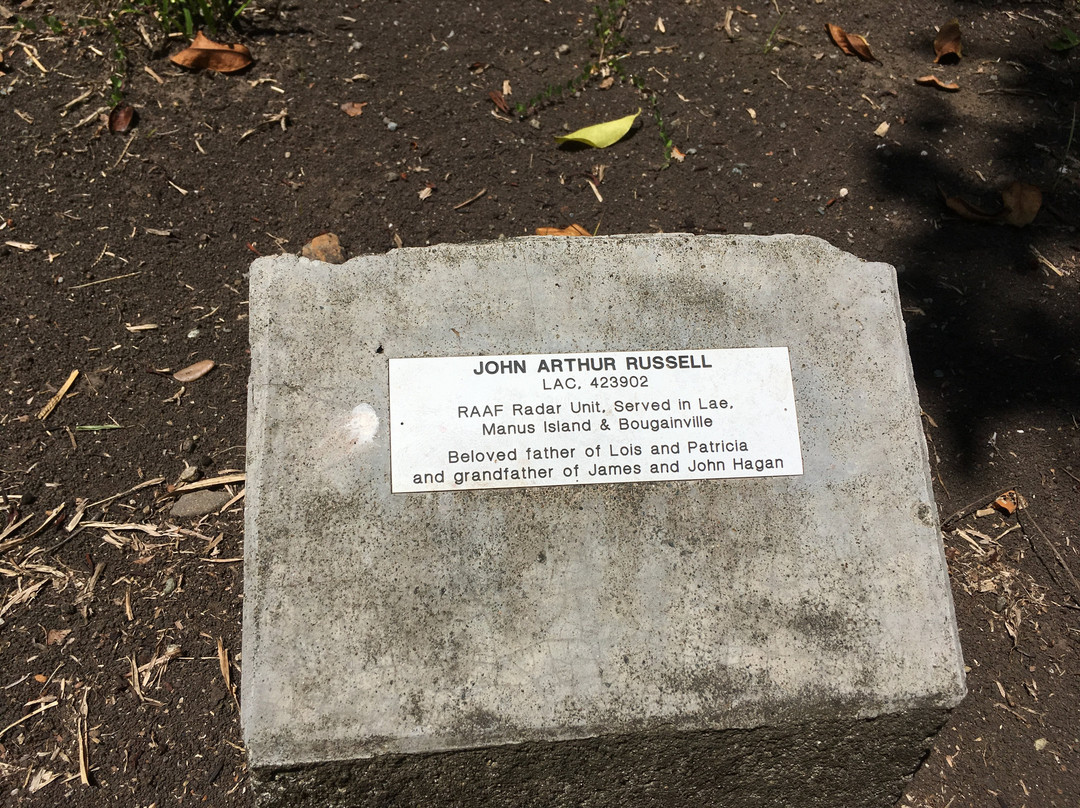 JOHN ARTHUR RUSSELL
LAC. 423902
RAAF Radar Unit. Served in Lae,
Manus Island & Bougainville
Beloved father of Lois and Patricia
and grandfather of James and John Hagan